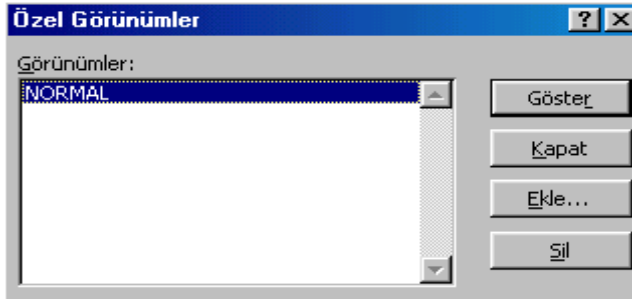 Özel Görünümler
Görünümler:
NORMAL
Göster
Kapat
Ekle...
Sil